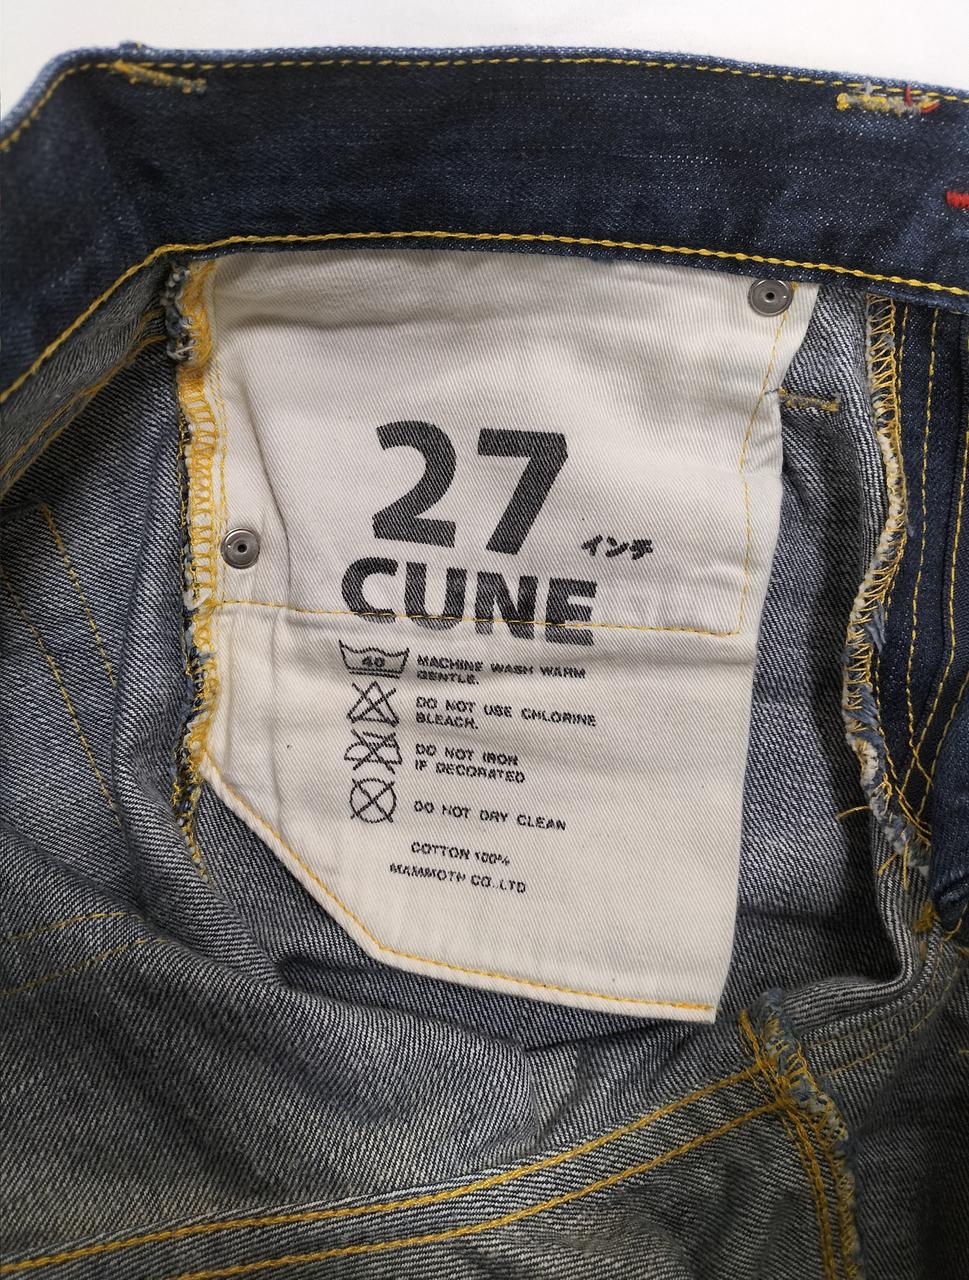 27 インチ
CUNE
40 MACHINE WASH WARM
GENTLE.
DO NOT USE CHLORINE
BLEACH.
DO NOT IRON
IF DECORATED
DO NOT DRY CLEAN
COTTON 100%
MAMMOTH CO.,LTD